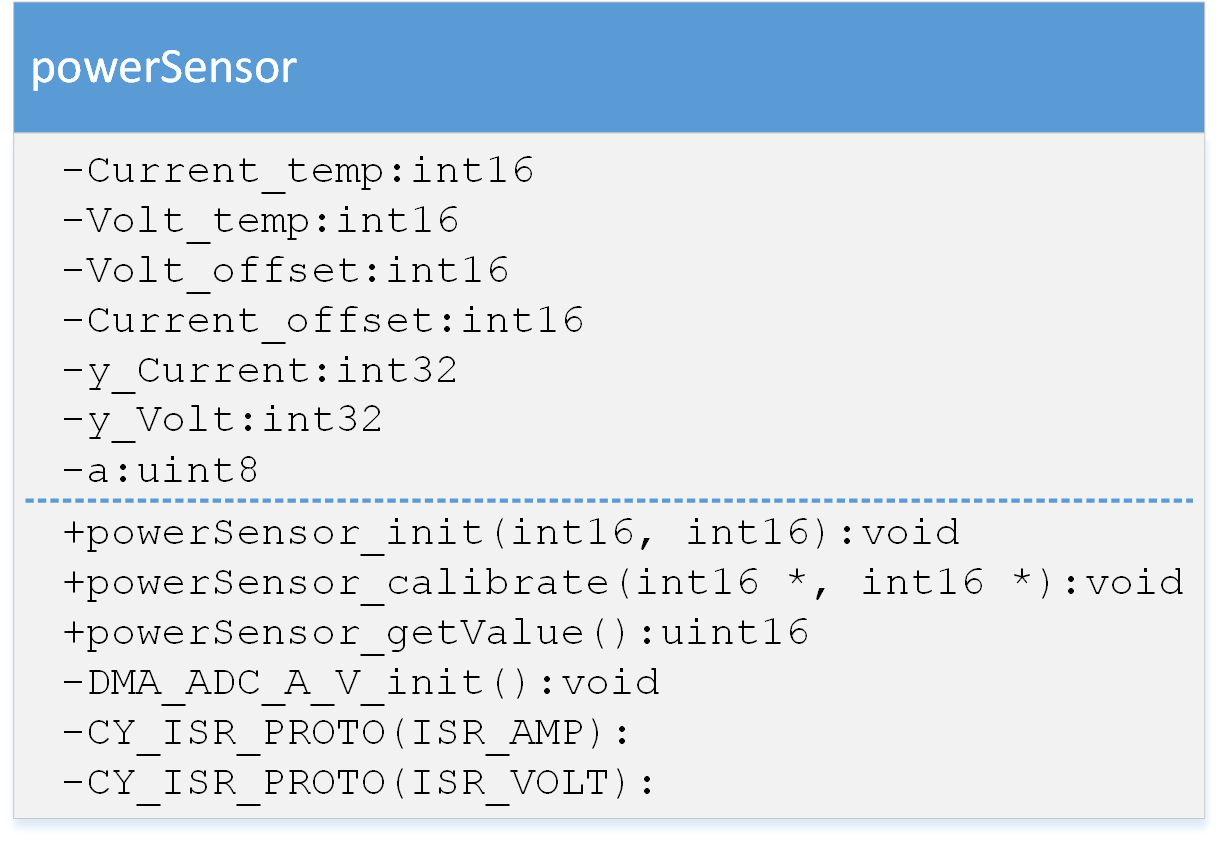 powerSensor
-Current_temp:int16
-Volt_temp:int16
-Volt_offset:int16
-Current_offset:int16
-y_Current:int32
-y_Volt:int32
-a:uint8
+powerSensor_init(int16, int16):void
+powerSensor_calibrate(int16 *, int16 *):void
+powerSensor_getValue():uint16
-DMA_ADC_A_V_init():void
-CY_ISR_PROTO(ISR_AMP):
-CY_ISR_PROTO(ISR_VOLT):